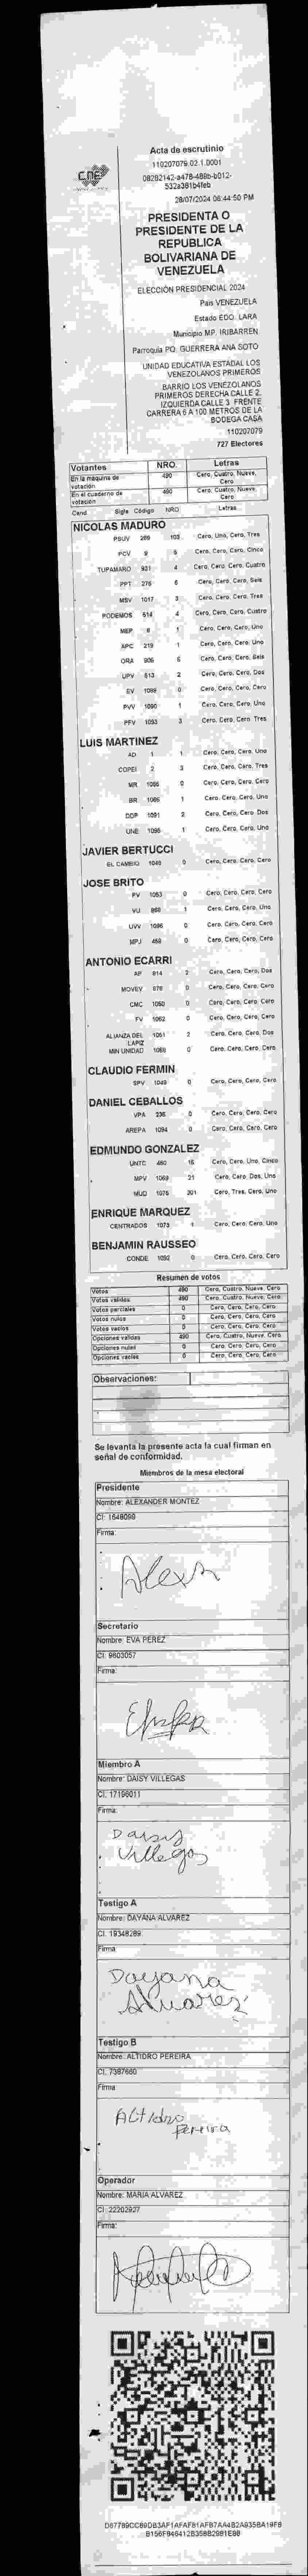 CNE
Acta de escrutinio
110207079.03.1.0001
08282142-a478-488b-b012-
532a381b4feb
28/07/2024 06:44:50 PM
PRESIDENTA O
PRESIDENTE DE LA
REPUBLICA
BOLIVARIANA DE
VENEZUELA
ELECCIÓN PRESIDENCIAL 2024
País VENEZUELA
Estado EDO. LARA
Municipio MP. IRIBARREN
Parroquia PQ. GUERRERA ANA SOTO
UNIDAD EDUCATIVA ESTADAL LOS
VENEZOLANOS PRIMEROS
BARRIO LOS VENEZOLANOS
PRIMEROS DERECHA CALLE 2.
IZQUIERDA CALLE 3. FRENTE
CARRERA 6 A 100 METROS DE LA
BODEGA CASA
110207079
727 Electores
Votantes NRO. Letras
En la máquina de votación 490 Cero, Cuatro, Nueve, Cero
En el cuaderno de votación 490 Cero, Cuatro, Nueve, Cero
Cand Sigla Código NRO Letras
NICOLAS MADURO
PSUV 289 103 Cero, Uno, Cero, Tres
PCV 9 5 Cero, Cero, Cero, Cinco
TUPAMARO 931 4 Cero, Cero, Cero, Cuatro
PPT 275 6 Cero, Cero, Cero, Seis
MSV 1017 3 Cero, Cero, Cero, Tres
PODEMOS 514 4 Cero, Cero, Cero, Cuatro
MEP 6 1 Cero, Cero, Cero, Uno
APC 219 1 Cero, Cero, Cero, Uno
ORA 906 6 Cero, Cero, Cero, Seis
UPV 513 2 Cero, Cero, Cero, Dos
EV 1088 0 Cero, Cero, Cero, Cero
PVV 1090 1 Cero, Cero, Cero, Uno
PFV 1093 3 Cero, Cero, Cero, Tres
LUIS MARTINEZ
AD 1 1 Cero, Cero, Cero, Uno
COPEI 2 3 Cero, Cero, Cero, Tres
MR 0 Cero, Cero, Cero, Cero
BR 1 Cero, Cero, Cero, Uno
DDP 1091 2 Cero, Cero, Cero, Dos
UNE 1095 1 Cero, Cero, Cero, Uno
JAVIER BERTUCCI
EL CAMBIO 1048 0 Cero, Cero, Cero, Cero
JOSE BRITO
PV 1053 0 Cero, Cero, Cero, Cero
VU 868 1 Cero, Cero, Cero, Uno
UVV 1096 0 Cero, Cero, Cero, Cero
MPJ 458 0 Cero, Cero, Cero, Cero
ANTONIO ECARRI
AP 914 2 Cero, Cero, Cero, Dos
MOVEV 978 0 Cero, Cero, Cero, Cero
CMC 1050 0 Cero, Cero, Cero, Cero
FV 1062 0 Cero, Cero, Cero, Cero
ALIANZA DEL LAPIZ 1051 2 Cero, Cero, Cero, Dos
MIN UNIDAD 1068 0 Cero, Cero, Cero, Cero
CLAUDIO FERMIN
SPV 1049 0 Cero, Cero, Cero, Cero
DANIEL CEBALLOS
VPA 236 0 Cero, Cero, Cero, Cero
AREPA 1094 0 Cero, Cero, Cero, Cero
EDMUNDO GONZALEZ
UNTC 460 15 Cero, Cero, Uno, Cinco
MPV 1069 21 Cero, Cero, Dos, Uno
MUD 1076 301 Cero, Tres, Cero, Uno
ENRIQUE MARQUEZ
CENTRADOS 1073 1 Cero, Cero, Cero, Uno
BENJAMIN RAUSSEO
CONDE 1092 0 Cero, Cero, Cero, Cero
Resumen de votos
Votos 490 Cero, Cuatro, Nueve, Cero
Votos válidos 490 Cero, Cuatro, Nueve, Cero
Votos parciales 0 Cero, Cero, Cero, Cero
Votos nulos 0 Cero, Cero, Cero, Cero
Votos vacíos 0 Cero, Cero, Cero, Cero
Opciones válidas 490 Cero, Cuatro, Nueve, Cero
Opciones nulas 0 Cero, Cero, Cero, Cero
Opciones vacías 0 Cero, Cero, Cero, Cero
Observaciones:
Se levanta la presente acta la cual firman en
señal de conformidad.
Miembros de la mesa electoral
Presidente
Nombre: ALEXANDER MONTEZ
CI: 1648099
Firma:
Alexn
Secretario
Nombre: EVA PEREZ
CI: 9603057
Firma:
Miembro A
Nombre: DAISY VILLEGAS
CI: 17196011
Firma:
Daisy
Villegas
Testigo A
Nombre: DAYANA ALVAREZ
CI: 19348289
Firma
Dayana
Alvarez
Testigo B
Nombre: ALTIDRO PEREIRA
CI: 7387660
Firma
Altidro
Pereira
Operador
Nombre: MARIA ALVAREZ
CI: 22202927
Firma: